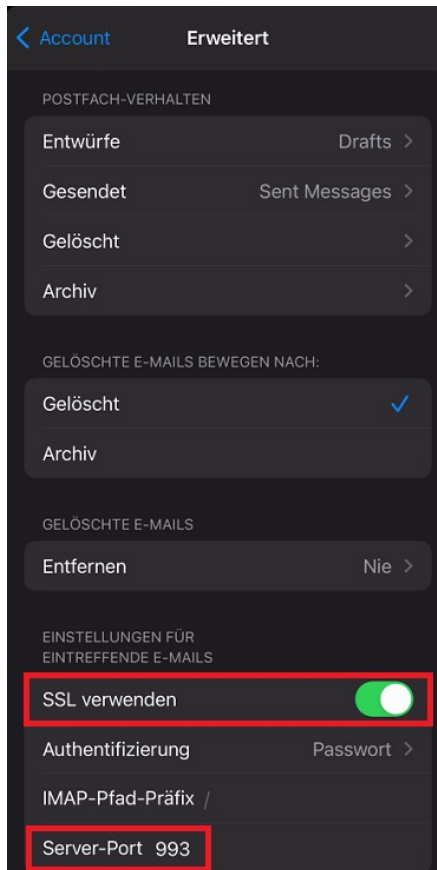 Account Erweitert
POSTFACH-VERHALTEN
Entwürfe Drafts
Gesendet Sent Messages
Gelöscht
Archiv
GELÖSCHTE E-MAILS BEWEGEN NACH:
Gelöscht
Archiv
GELÖSCHTE E-MAILS
Entfernen Nie
EINSTELLUNGEN FÜR
EINTREFFENDE E-MAILS
SSL verwenden
Authentifizierung Passwort
IMAP-Pfad-Präfix /
Server-Port 993